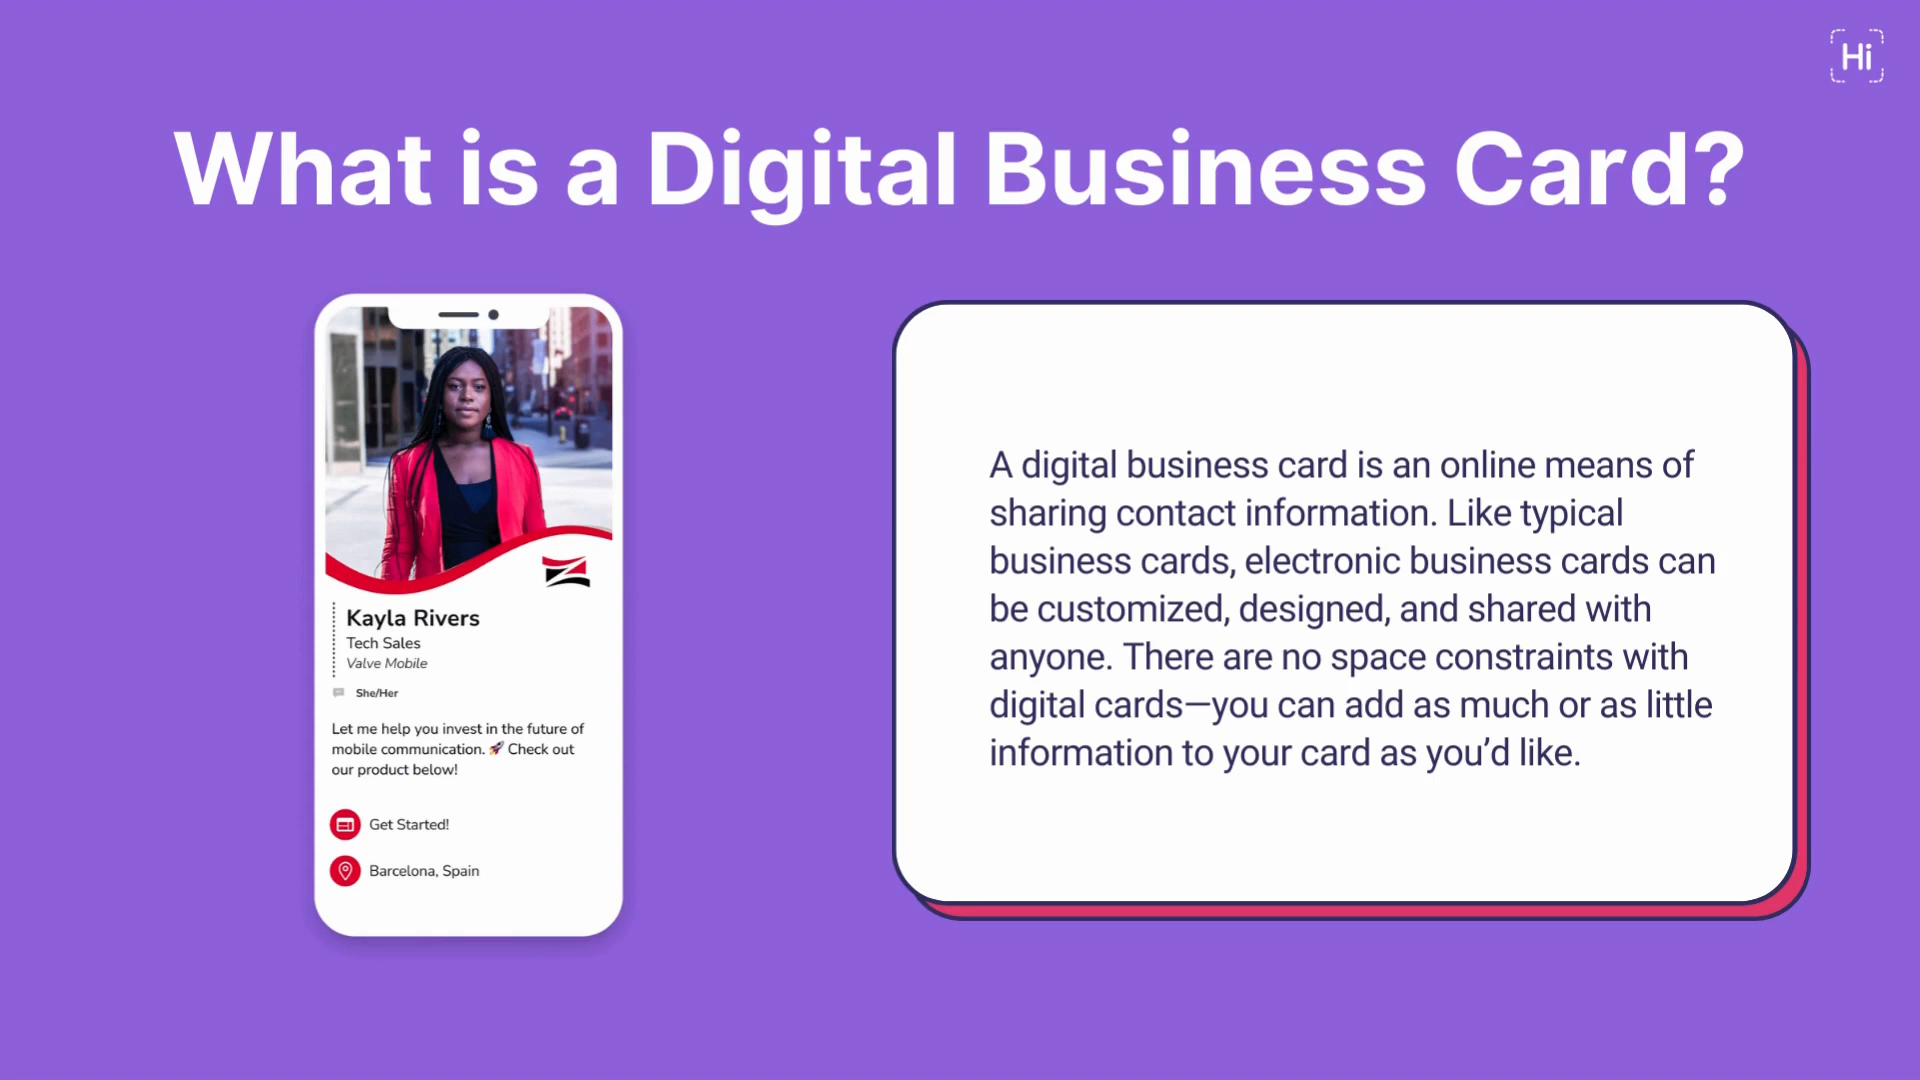 Hi
What is a Digital Business Card?
Kayla Rivers
Tech Sales
Valve Mobile
She/Her
Let me help you invest in the future of
mobile communication. 🚀 Check out
our product below!
Get Started!
Barcelona, Spain
A digital business card is an online means of
sharing contact information. Like typical
business cards, electronic business cards can
be customized, designed, and shared with
anyone. There are no space constraints with
digital cards—you can add as much or as little
information to your card as you’d like.